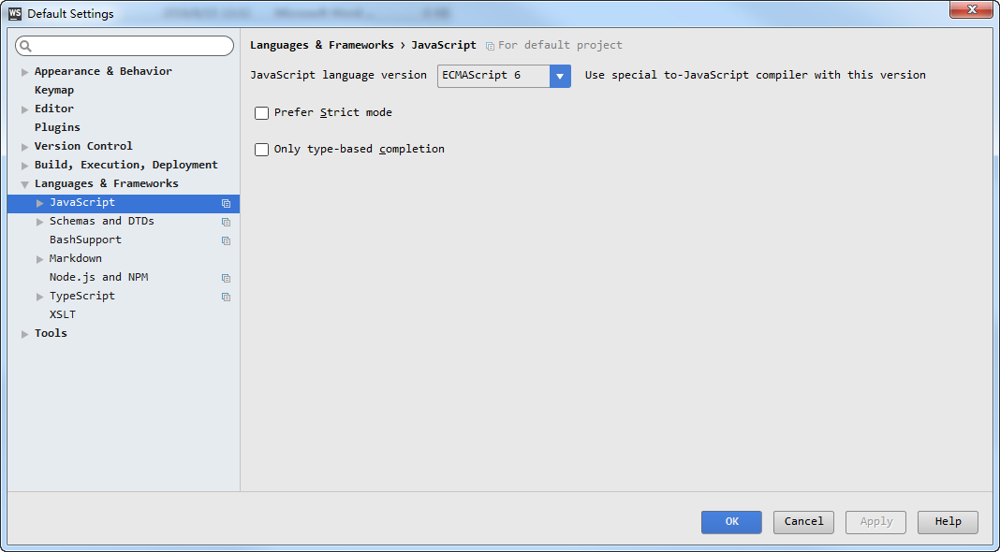 WS Default Settings
Languages & Frameworks › JavaScript For default project
JavaScript language version ECMAScript 6 Use special to-JavaScript compiler with this version
Prefer Strict mode
Only type-based completion
Appearance & Behavior
Keymap
Editor
Plugins
Version Control
Build, Execution, Deployment
Languages & Frameworks
JavaScript
Schemas and DTDs
BashSupport
Markdown
Node.js and NPM
TypeScript
XSLT
Tools
OK Cancel Apply Help